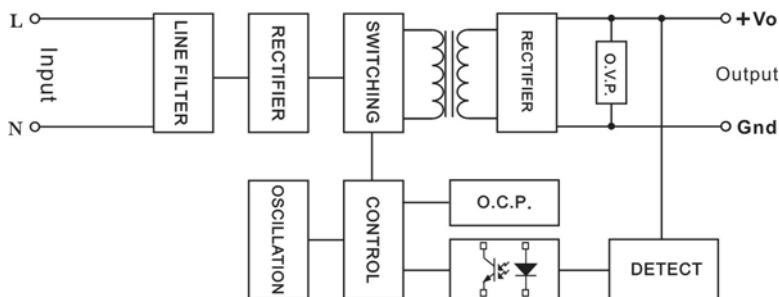 L
Input
N
LINE FILTER
RECTIFIER
SWITCHING
RECTIFIER
O.V.P.
+Vo
Output
Gnd
OSCILLATION
CONTROL
O.C.P.
DETECT